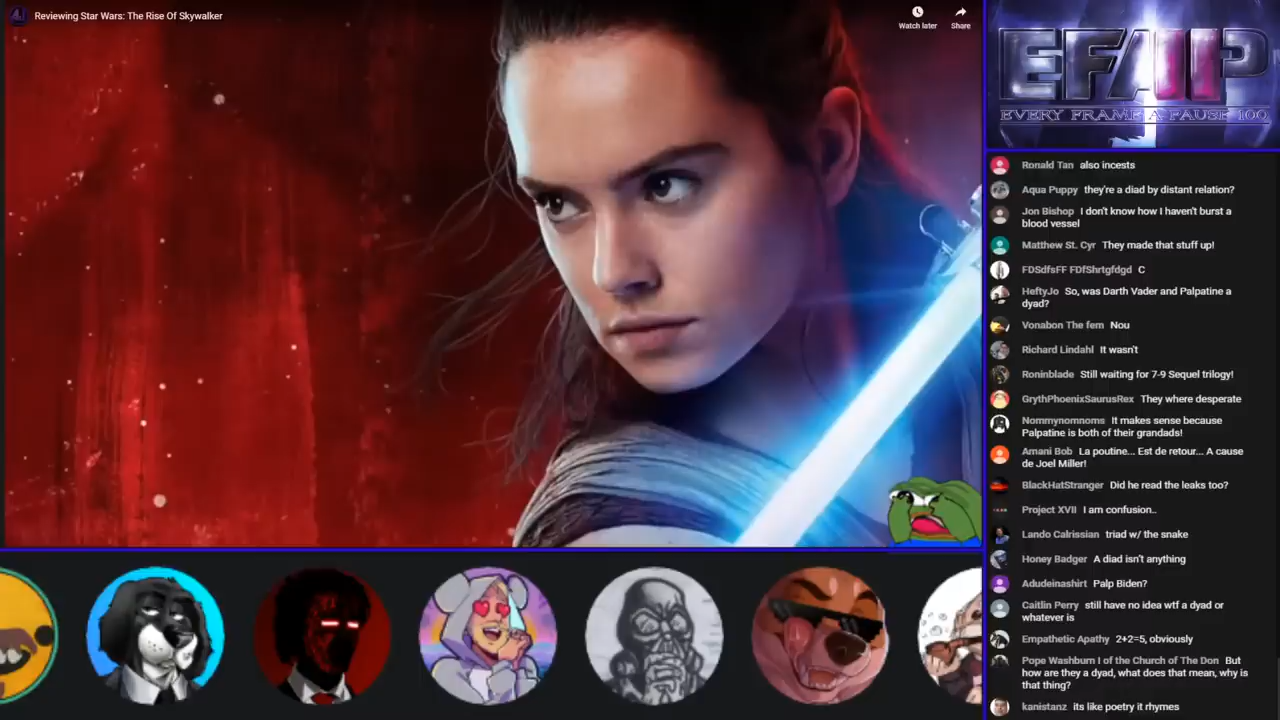 Reviewing Star Wars: The Rise Of Skywalker
Watch later
Share
EFAP
EVERY FRAME A PAUSE 100
Ronald Tan also incests
Aqua Puppy they're a diad by distant relation?
Jon Bishop I don't know how I haven't burst a
blood vessel
Matthew St. Cyr They made that stuff up!
FDSdfsFF FDfShrtgfdgd C
HeftyJo So, was Darth Vader and Palpatine a
dyad?
Vonabon The fem Nou
Richard Lindahl It wasn't
Roninblade Still waiting for 7-9 Sequel trilogy!
GrythPhoenixSaurusRex They where desperate
Nommynomnoms It makes sense because
Palpatine is both of their grandads!
Amani Bob La poutine... Est de retour... A cause
de Joel Miller!
BlackHatStranger Did he read the leaks too?
Project XVII I am confusion..
Lando Calrissian triad w/ the snake
Honey Badger A diad isn't anything
Adudeinashirt Palp Biden?
Caitlin Perry still have no idea wtf a dyad or
whatever is
Empathetic Apathy 2+2=5, obviously
Pope Washburn I of the Church of The Don But
how are they a dyad, what does that mean, why is
that thing?
kanistanz its like poetry it rhymes